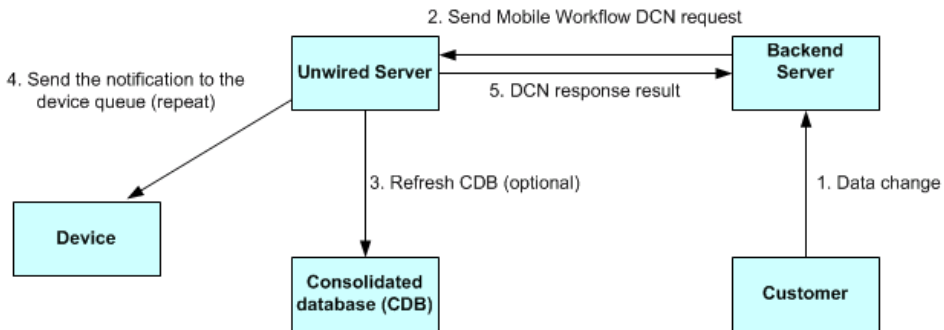 2. Send Mobile Workflow DCN request
Unwired Server
Backend
Server
4. Send the notification to the
device queue (repeat)
5. DCN response result
3. Refresh CDB (optional)
1. Data change
Device
Consolidated
database (CDB)
Customer